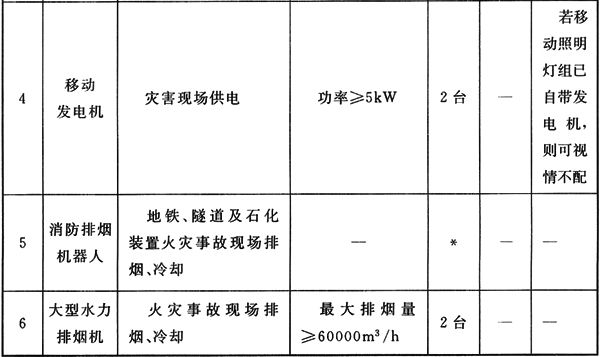 4
移动
发电机
灾害现场供电
功率≥5kW
2台
—
若移
动照明
灯组已
自带发
电机，
则可视
情不配
5
消防排烟
机器人
地铁、隧道及石化
装置火灾事故现场排
烟、冷却
—
*
—
—
6
大型水力
排烟机
火灾事故现场排
烟、冷却
最大排烟量
≥60000m³/h
2台
—
—